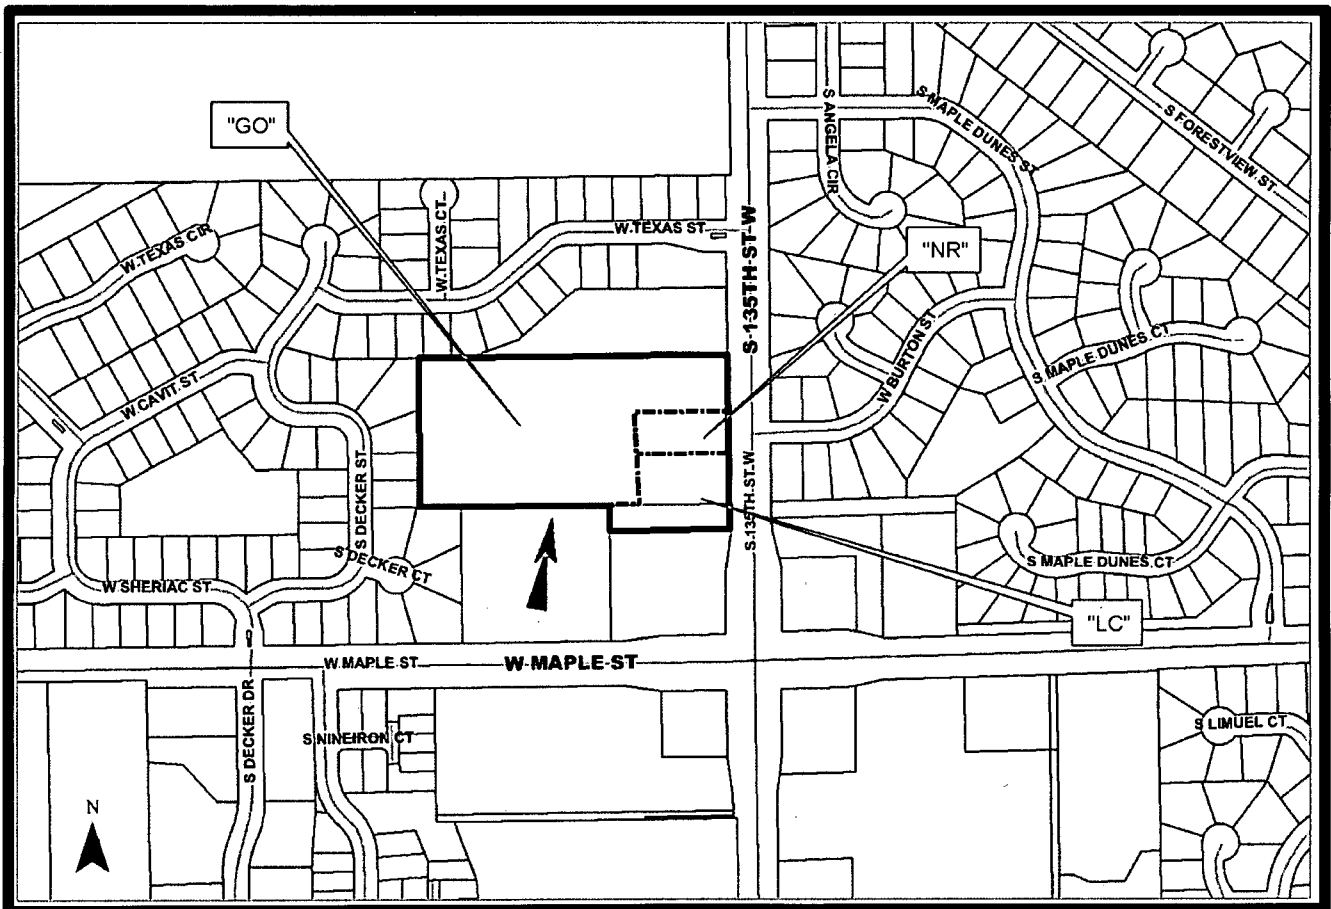 "GO"
S ANGELA CIR
S MAPLE DUNES ST
S FORESTVIEW ST
W TEXAS CIR
W TEXAS CT
W TEXAS ST
S 135TH ST W
"NR"
W BURTON ST
S MAPLE DUNES CT
W CAVIT ST
S DECKER ST
S 135TH ST W
S DECKER CT
S MAPLE DUNES CT
W SHERIAC ST
"LC"
W MAPLE ST
W MAPLE ST
S DECKER DR
S NINEIRON CT
S LIMUEL CT
N